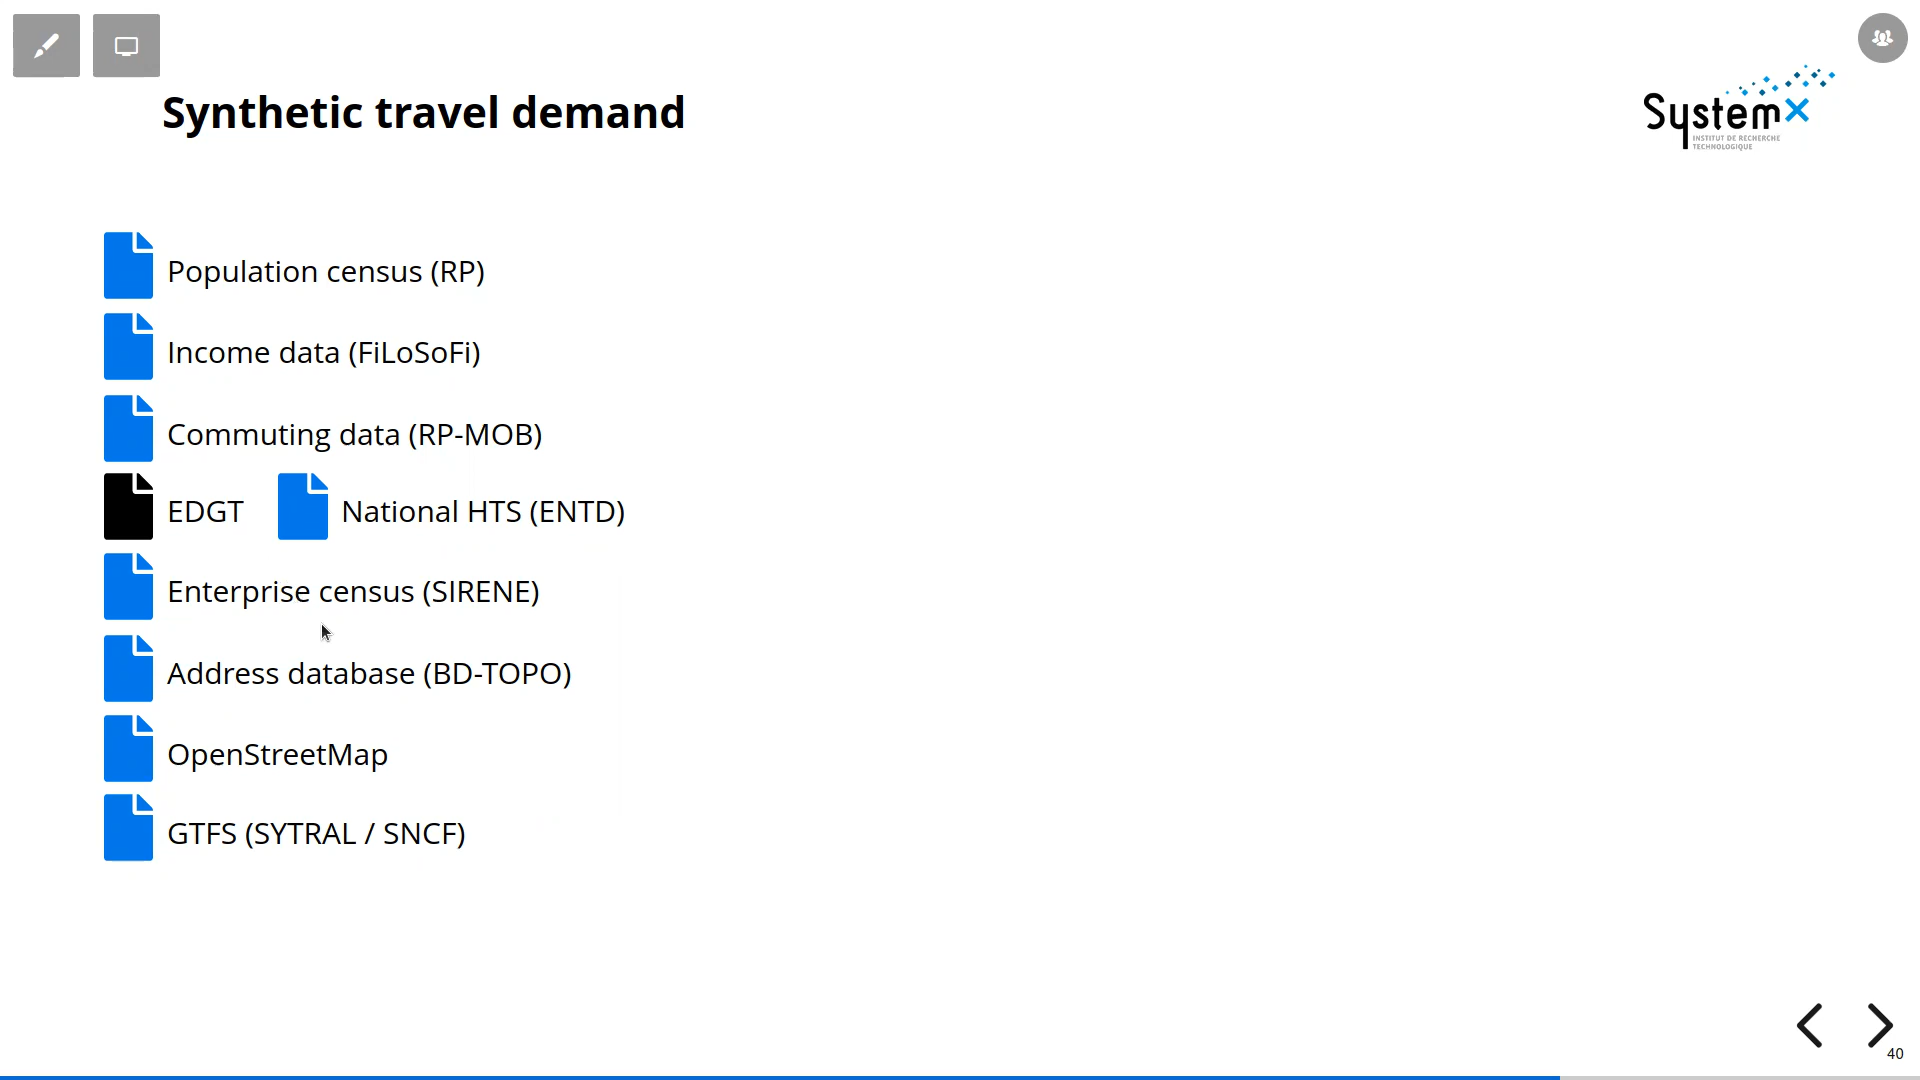 Synthetic travel demand
SystemX
INSTITUT DE RECHERCHE
TECHNOLOGIQUE
Population census (RP)
Income data (FiLoSoFi)
Commuting data (RP-MOB)
EDGT National HTS (ENTD)
Enterprise census (SIRENE)
Address database (BD-TOPO)
OpenStreetMap
GTFS (SYTRAL / SNCF)
40